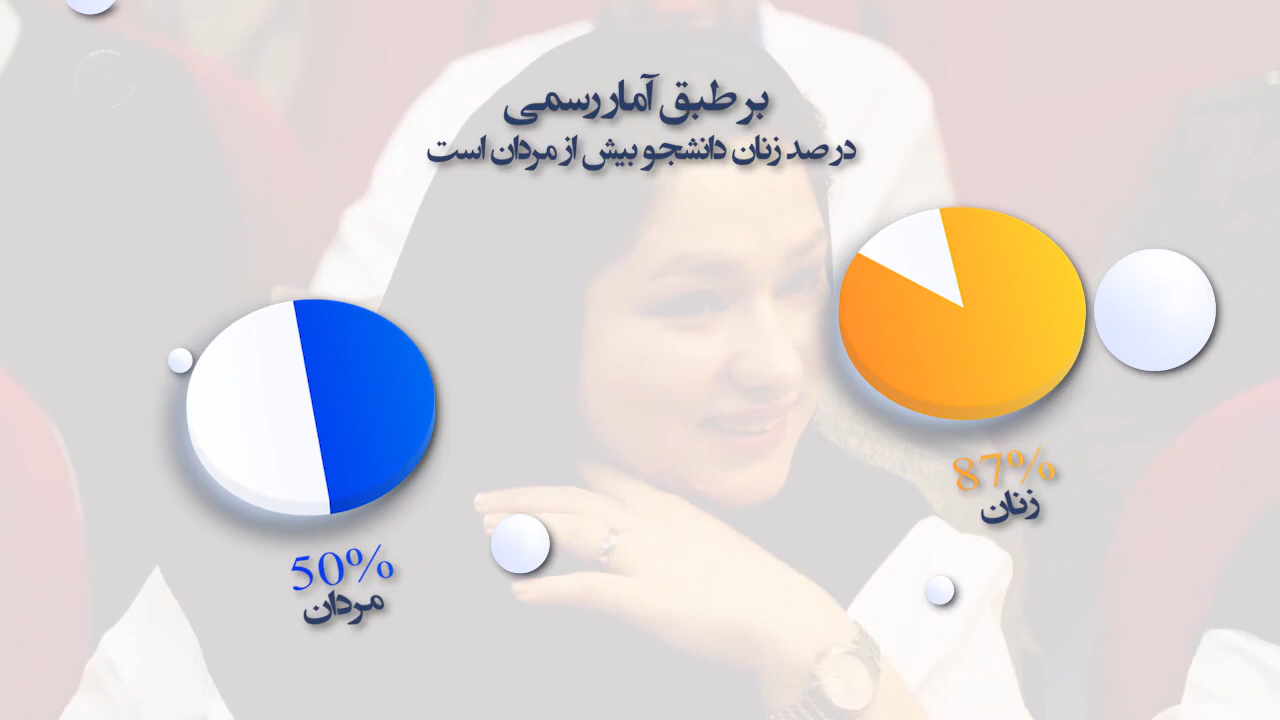 بر طبق آمار رسمی
درصد زنان دانشجو بیش از مردان است
87%
زنان
50%
مردان